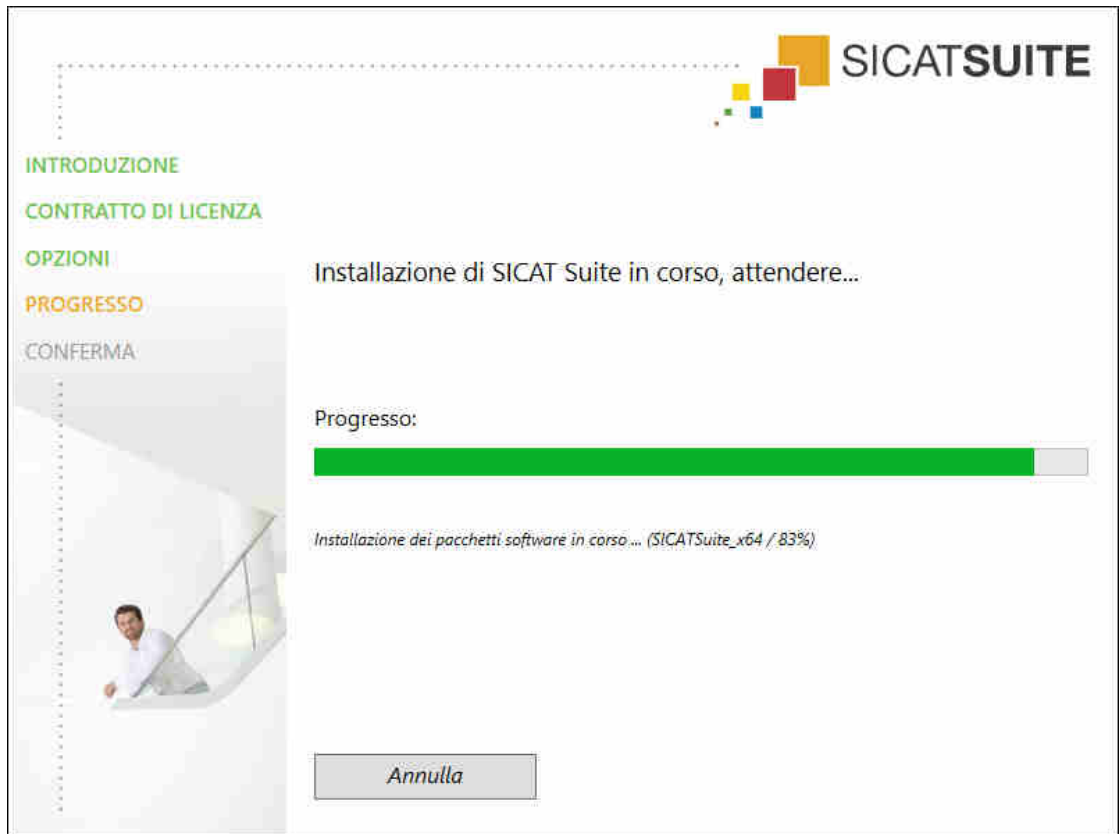 SICATSUITE
INTRODUZIONE
CONTRATTO DI LICENZA
OPZIONI
PROGRESSO
CONFERMA
Installazione di SICAT Suite in corso, attendere...
Progresso:
Installazione dei pacchetti software in corso ... (SICATSuite_x64 / 83%)
Annulla